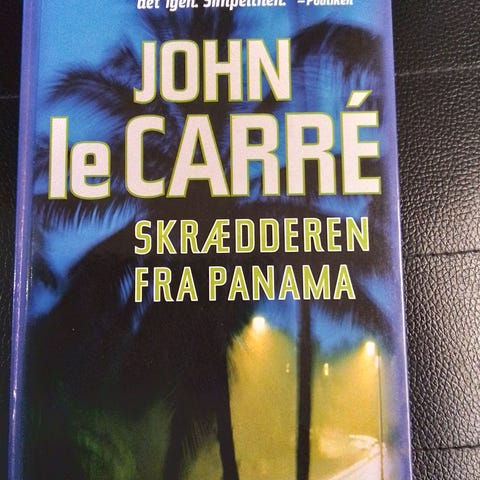 det igen. Simpelthen." –Politiken
JOHN
le CARRÉ
SKRÆDDEREN
FRA PANAMA